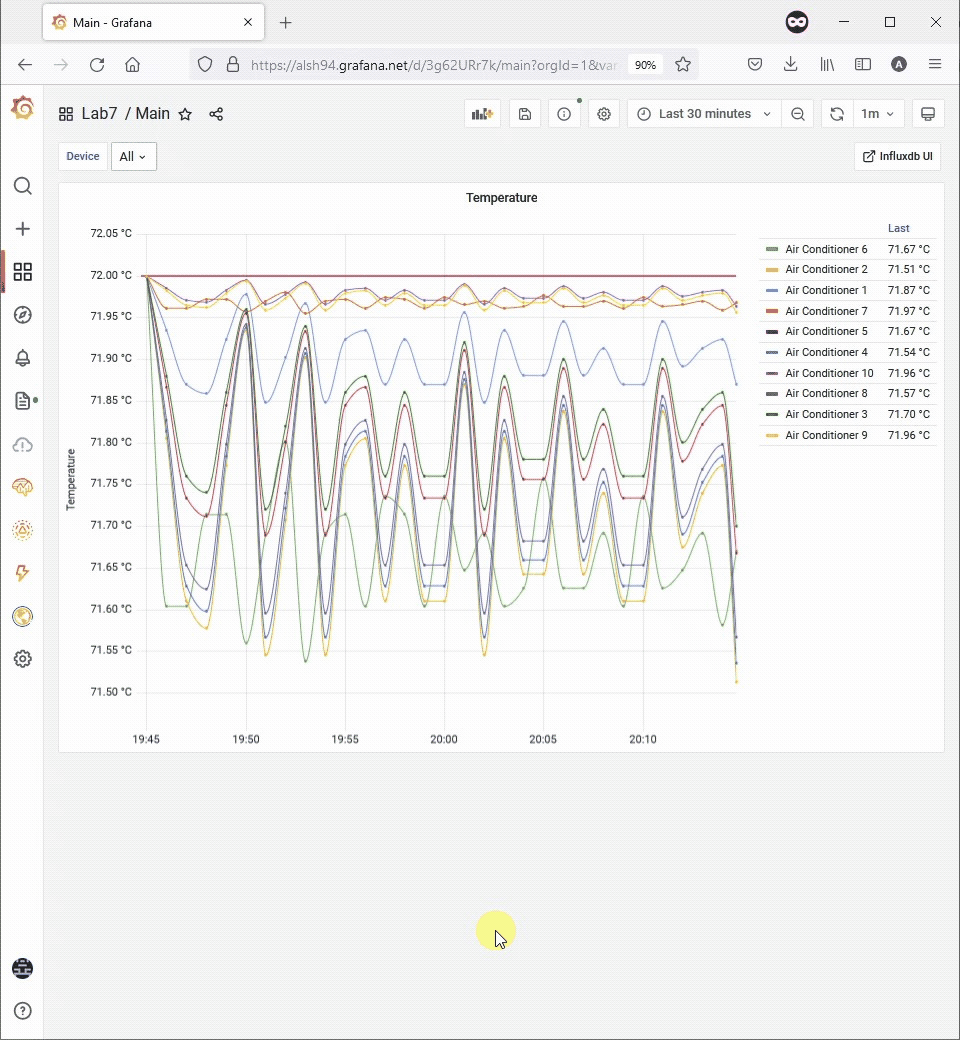 Main - Grafana
https://alsh94.grafana.net/d/3g62URr7k/main?orgId=1&var
90%
A
Lab7 / Main
Last 30 minutes
1m
Device
All
Influxdb UI
Temperature
Last
Air Conditioner 6 71.67 °C
Air Conditioner 2 71.51 °C
Air Conditioner 1 71.87 °C
Air Conditioner 7 71.97 °C
Air Conditioner 5 71.67 °C
Air Conditioner 4 71.54 °C
Air Conditioner 10 71.96 °C
Air Conditioner 8 71.57 °C
Air Conditioner 3 71.70 °C
Air Conditioner 9 71.96 °C
Temperature
72.05 °C
72.00 °C
71.95 °C
71.90 °C
71.85 °C
71.80 °C
71.75 °C
71.70 °C
71.65 °C
71.60 °C
71.55 °C
71.50 °C
19:45 19:50 19:55 20:00 20:05 20:10